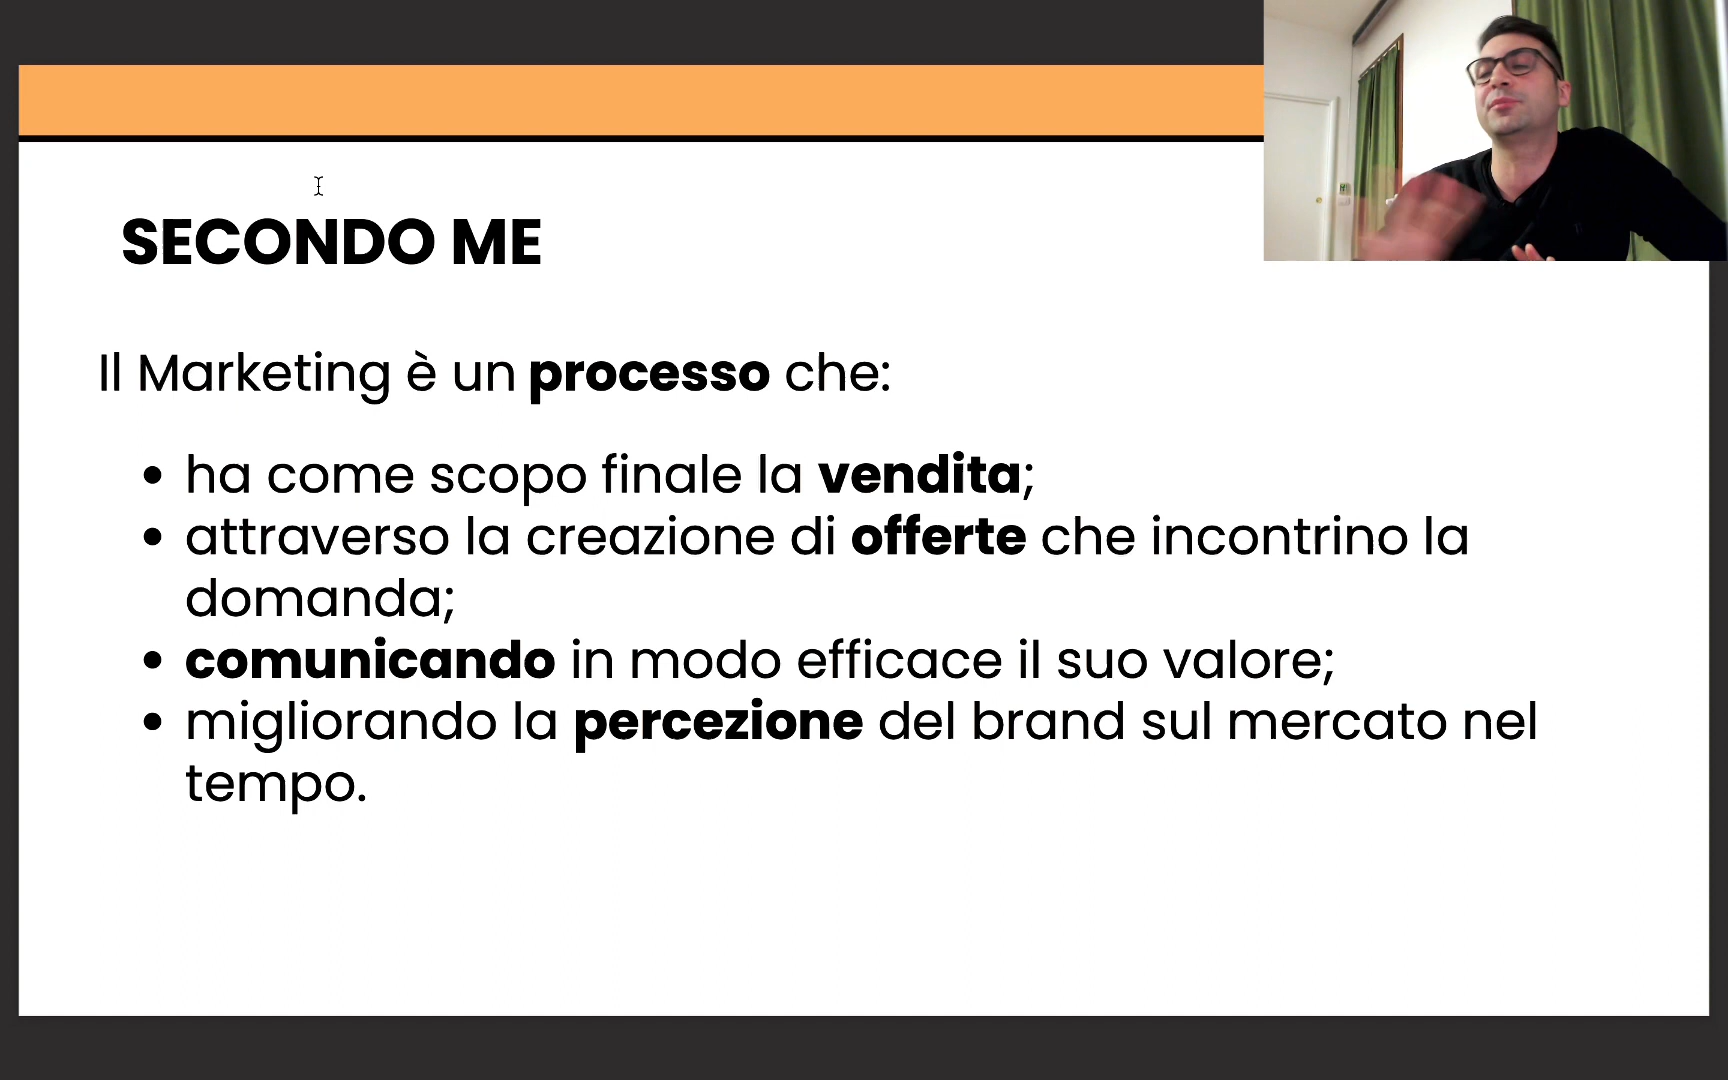 SECONDO ME
Il Marketing è un processo che:
• ha come scopo finale la vendita;
• attraverso la creazione di offerte che incontrino la
domanda;
• comunicando in modo efficace il suo valore;
• migliorando la percezione del brand sul mercato nel
tempo.